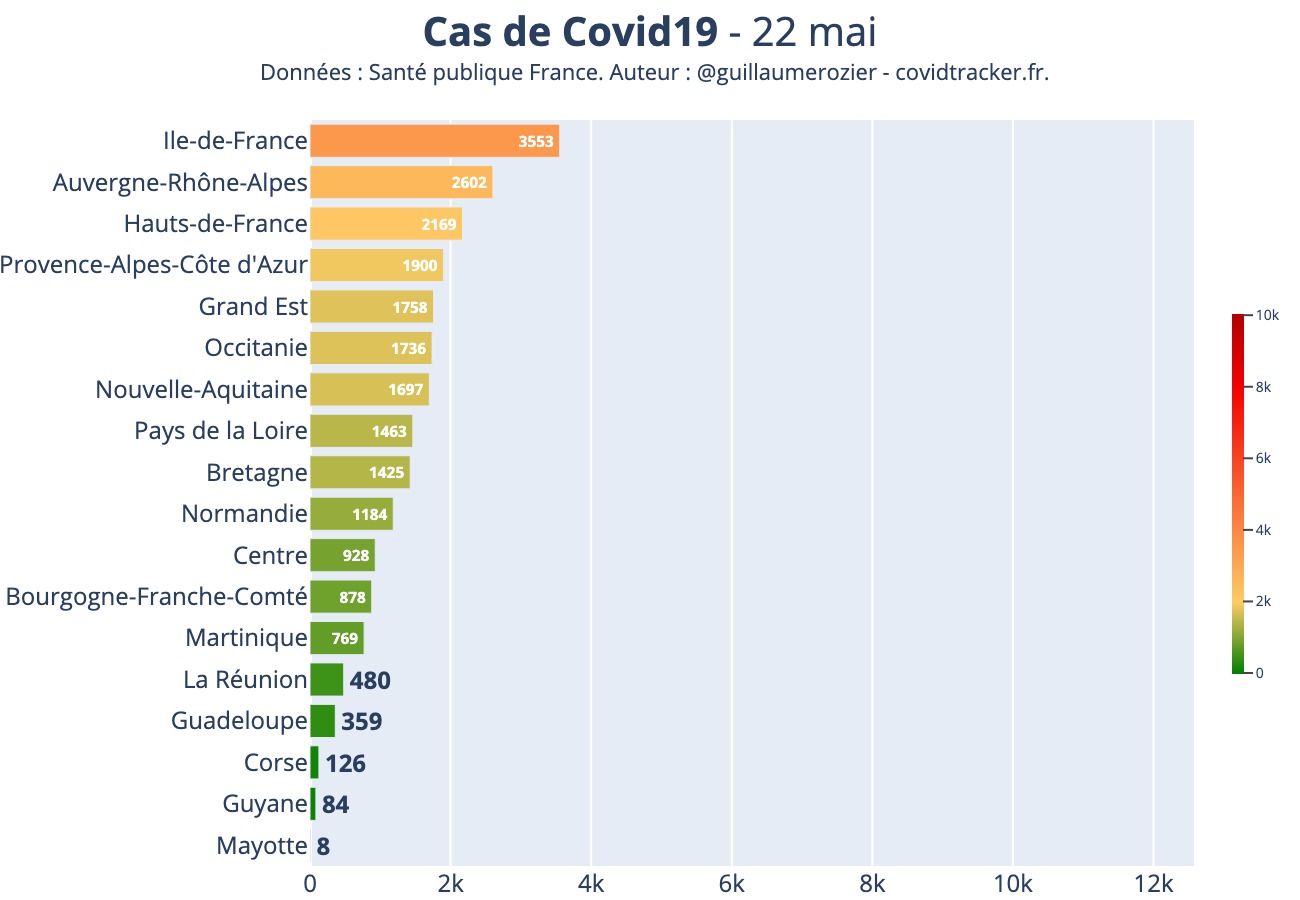 Cas de Covid19 - 22 mai
Données : Santé publique France. Auteur : @guillaumerozier - covidtracker.fr.
Ile-de-France 3553
Auvergne-Rhône-Alpes 2602
Hauts-de-France 2169
Provence-Alpes-Côte d'Azur 1900
Grand Est 1758
Occitanie 1736
Nouvelle-Aquitaine 1697
Pays de la Loire 1463
Bretagne 1425
Normandie 1184
Centre 928
Bourgogne-Franche-Comté 878
Martinique 769
La Réunion 480
Guadeloupe 359
Corse 126
Guyane 84
Mayotte 8
0 2k 4k 6k 8k 10k 12k
10k
8k
6k
4k
2k
0